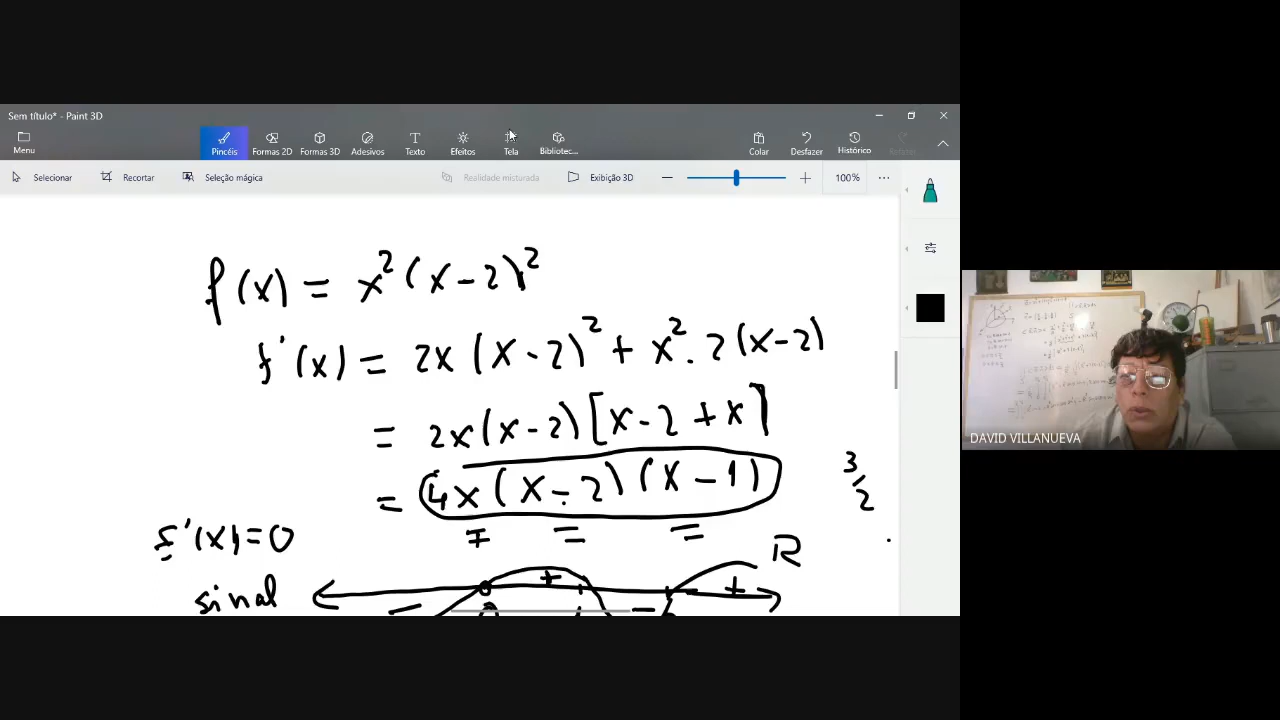 Sem título* - Paint 3D
Menu
Pincéis
Formas 2D
Formas 3D
Adesivos
Texto
Efeitos
Tela
Bibliotec...
Colar
Desfazer
Histórico
Selecionar
Recortar
Seleção mágica
Realidade misturada
Exibição 3D
100%
f(x) = x²(x-2)²
f'(x) = 2x(x-2)² + x².2(x-2)
= 2x(x-2)[x-2+x]
= 4x(x-2)(x-1)
3/2
f'(x)=0
R
sinal
+ +
- -
DAVID VILLANUEVA